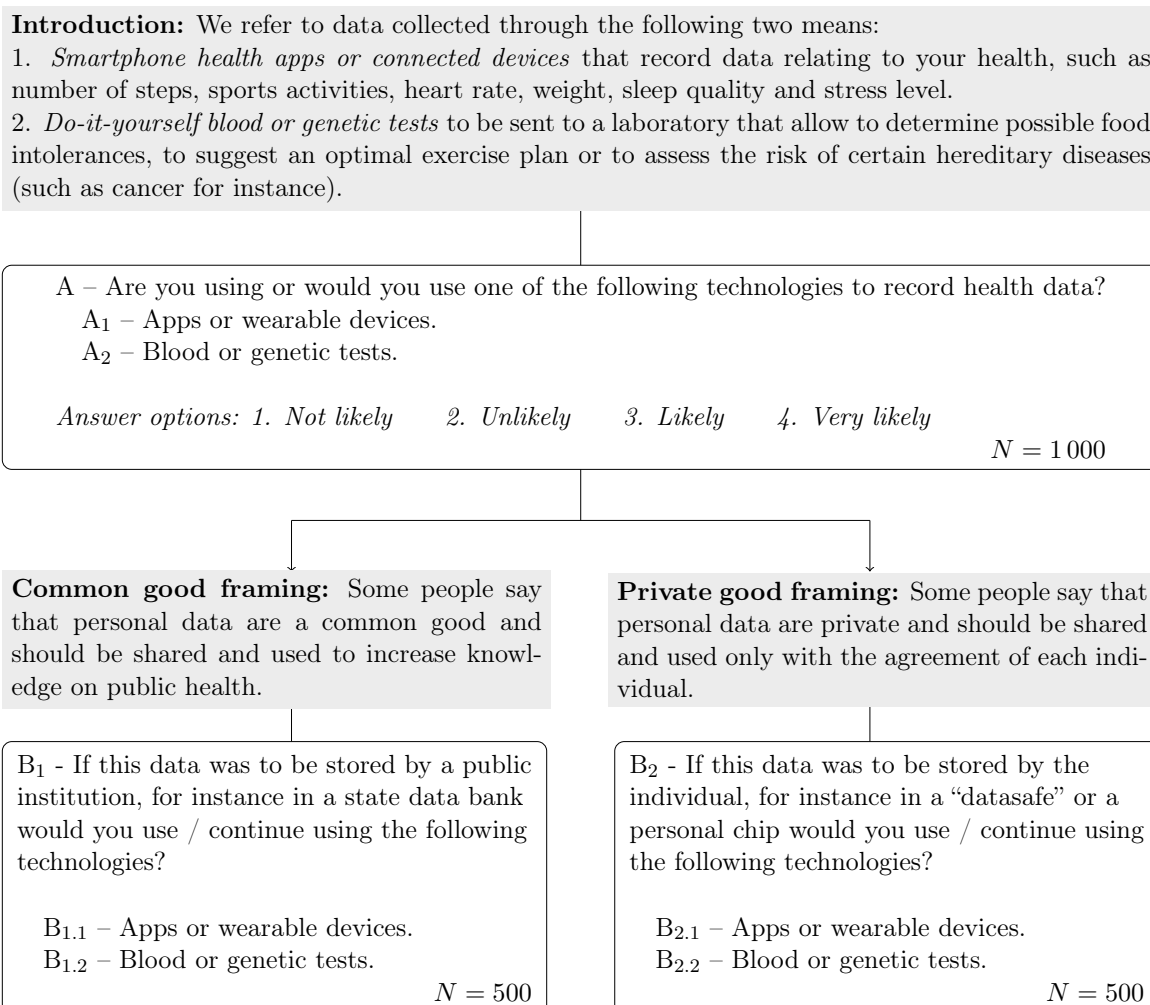 Introduction: We refer to data collected through the following two means:
1. Smartphone health apps or connected devices that record data relating to your health, such as
number of steps, sports activities, heart rate, weight, sleep quality and stress level.
2. Do-it-yourself blood or genetic tests to be sent to a laboratory that allow to determine possible food
intolerances, to suggest an optimal exercise plan or to assess the risk of certain hereditary diseases
(such as cancer for instance).
A – Are you using or would you use one of the following technologies to record health data?
A1 – Apps or wearable devices.
A2 – Blood or genetic tests.
Answer options: 1. Not likely 2. Unlikely 3. Likely 4. Very likely
N = 1 000
Common good framing: Some people say
that personal data are a common good and
should be shared and used to increase knowl-
edge on public health.
B1 - If this data was to be stored by a public
institution, for instance in a state data bank
would you use / continue using the following
technologies?
B1.1 – Apps or wearable devices.
B1.2 – Blood or genetic tests.
N = 500
Private good framing: Some people say that
personal data are private and should be shared
and used only with the agreement of each indi-
vidual.
B2 - If this data was to be stored by the
individual, for instance in a “datasafe” or a
personal chip would you use / continue using
the following technologies?
B2.1 – Apps or wearable devices.
B2.2 – Blood or genetic tests.
N = 500